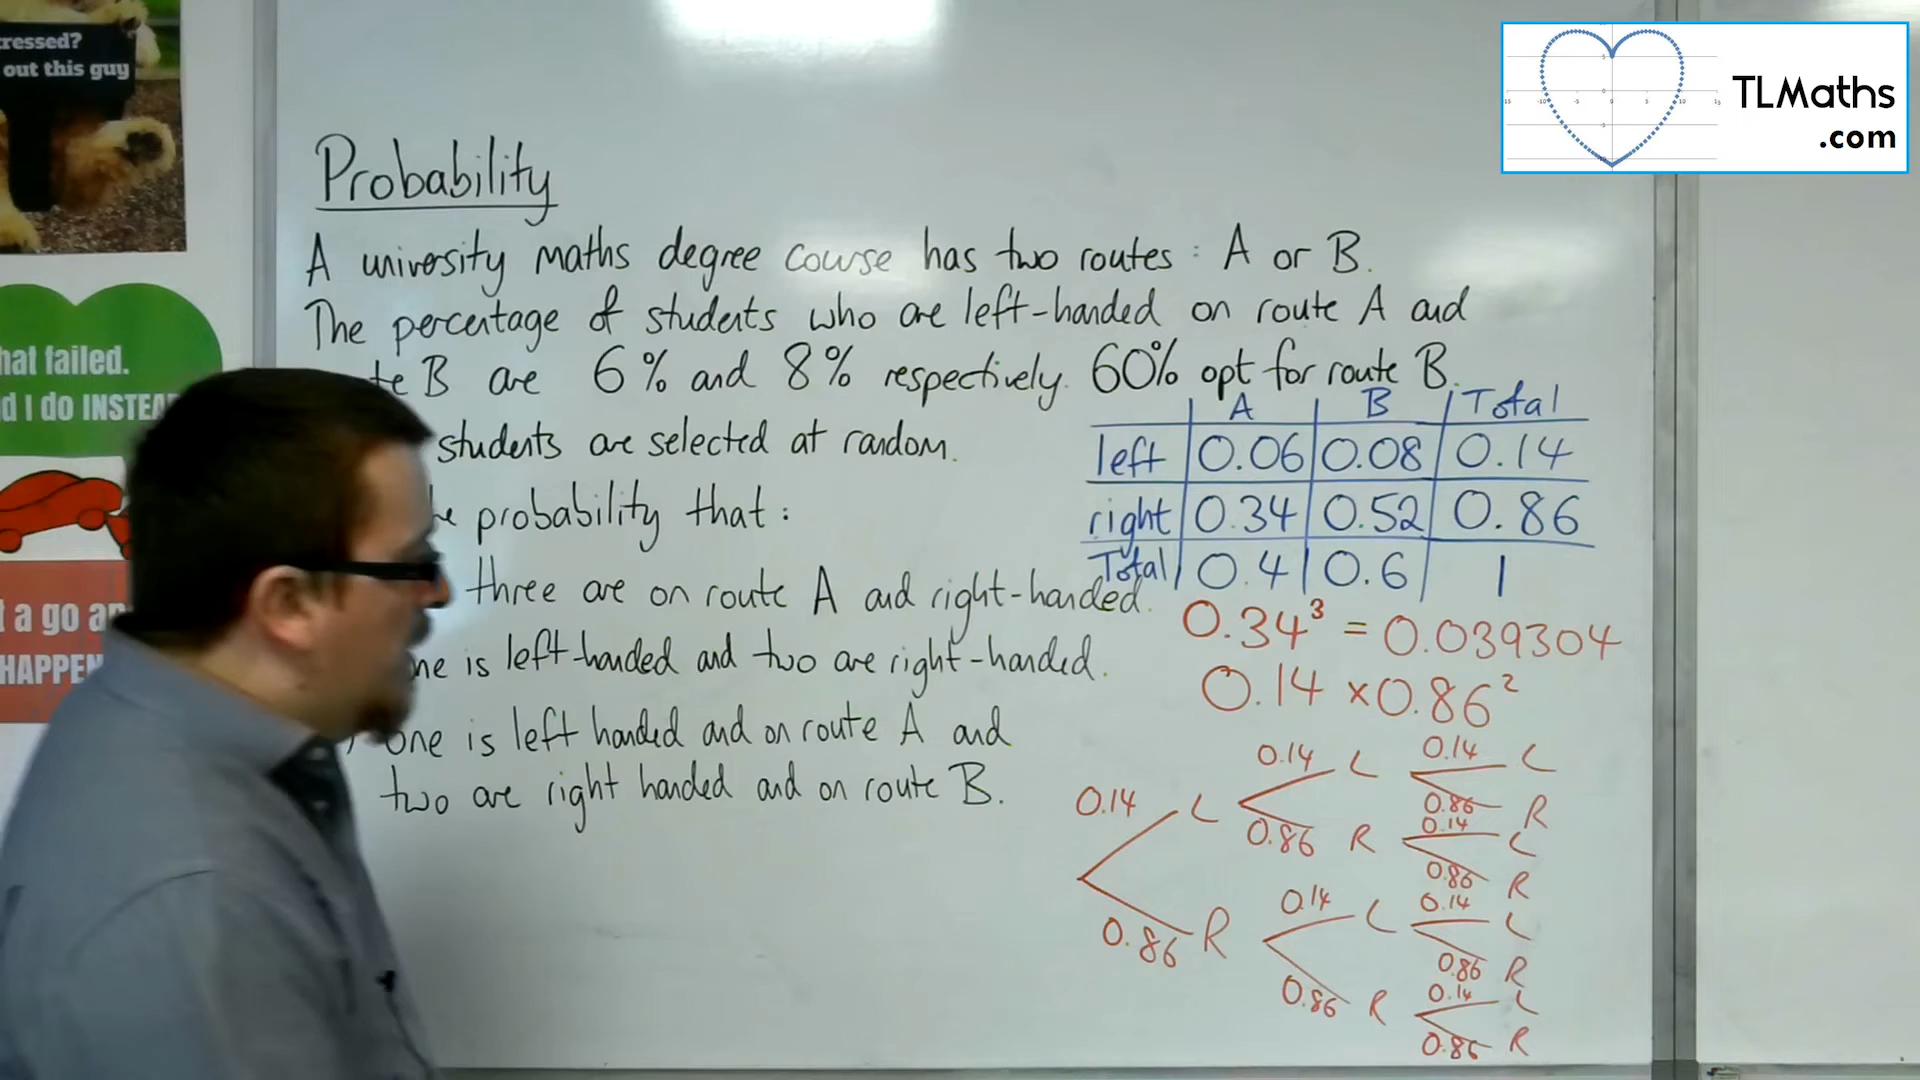 ressed?
out this guy
hat failed.
d I do INSTEA
t a go a
HAPPEN
TLMaths
.com
Probability
A university maths degree course has two routes: A or B.
The percentage of students who are left-handed on route A and
te B are 6% and 8% respectively. 60% opt for route B.
students are selected at random.
probability that:
three are on route A and right-handed.
ne is left-handed and two are right-handed.
) one is left handed and on route A and
two are right handed and on route B.
A B Total
left 0.06 0.08 0.14
right 0.34 0.52 0.86
Total 0.4 0.6 1
0.34³ = 0.039304
0.14 × 0.86²
0.14 L 0.14 L 0.14 L
0.86 R
0.86 R 0.14 L
0.86 R
0.86 R 0.14 L 0.14 L
0.86 R
0.86 R 0.14 L
0.86 R